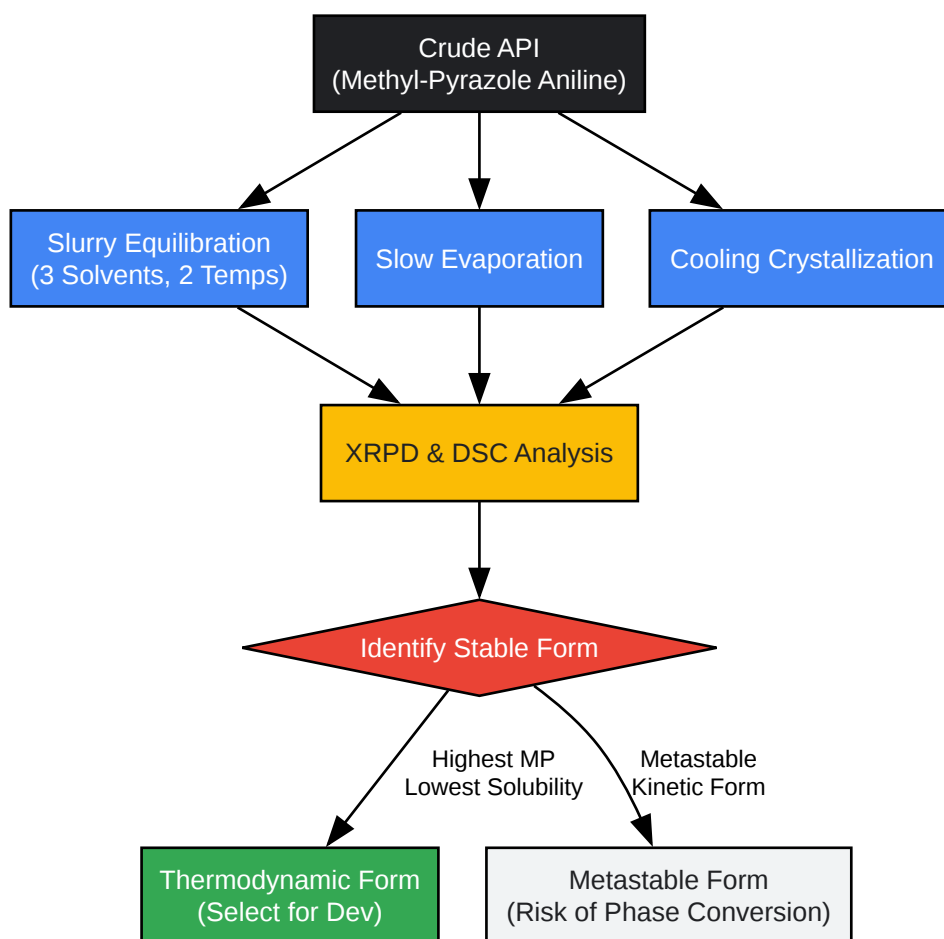 Crude API
(Methyl-Pyrazole Aniline)
Slurry Equilibration
(3 Solvents, 2 Temps)
Slow Evaporation
Cooling Crystallization
XRPD & DSC Analysis
Identify Stable Form
Highest MP
Lowest Solubility
Metastable
Kinetic Form
Thermodynamic Form
(Select for Dev)
Metastable Form
(Risk of Phase Conversion)